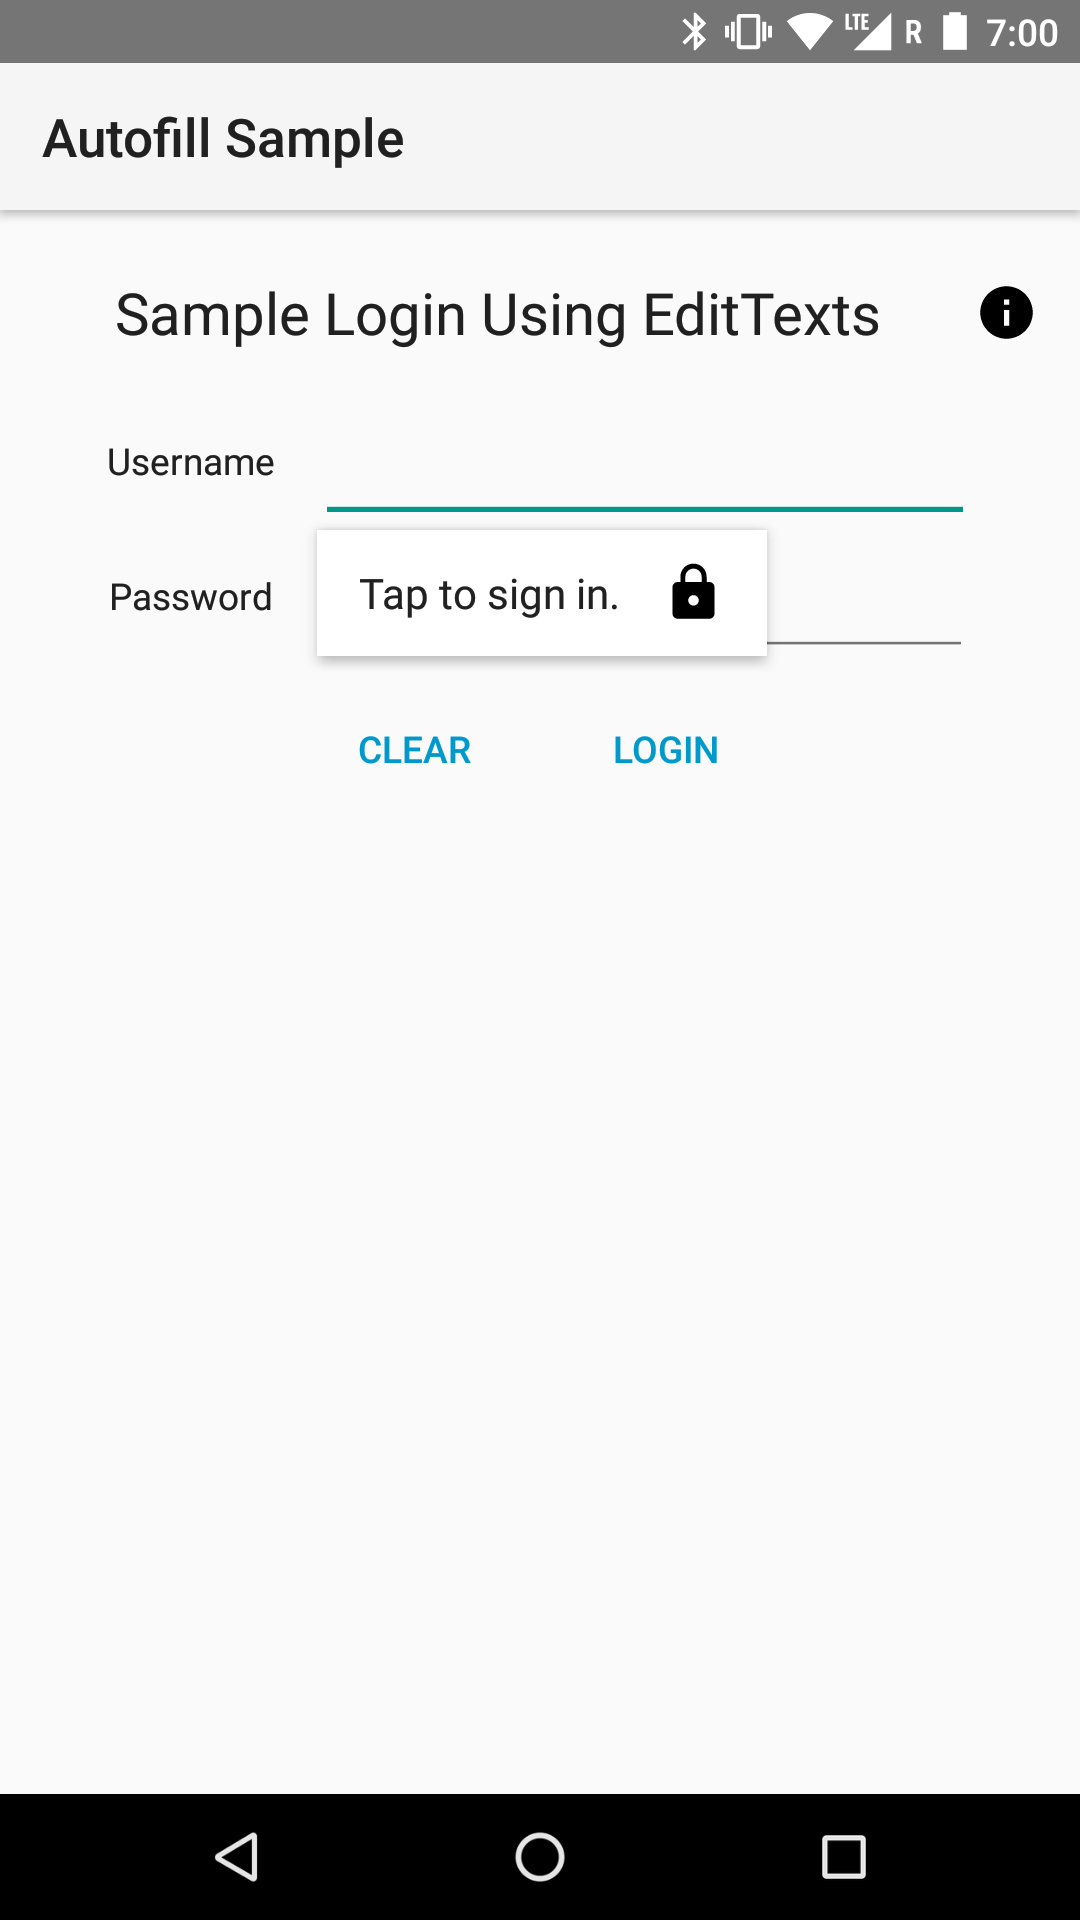 LTE R 7:00
Autofill Sample
Sample Login Using EditTexts
Username
Password
Tap to sign in.
CLEAR LOGIN